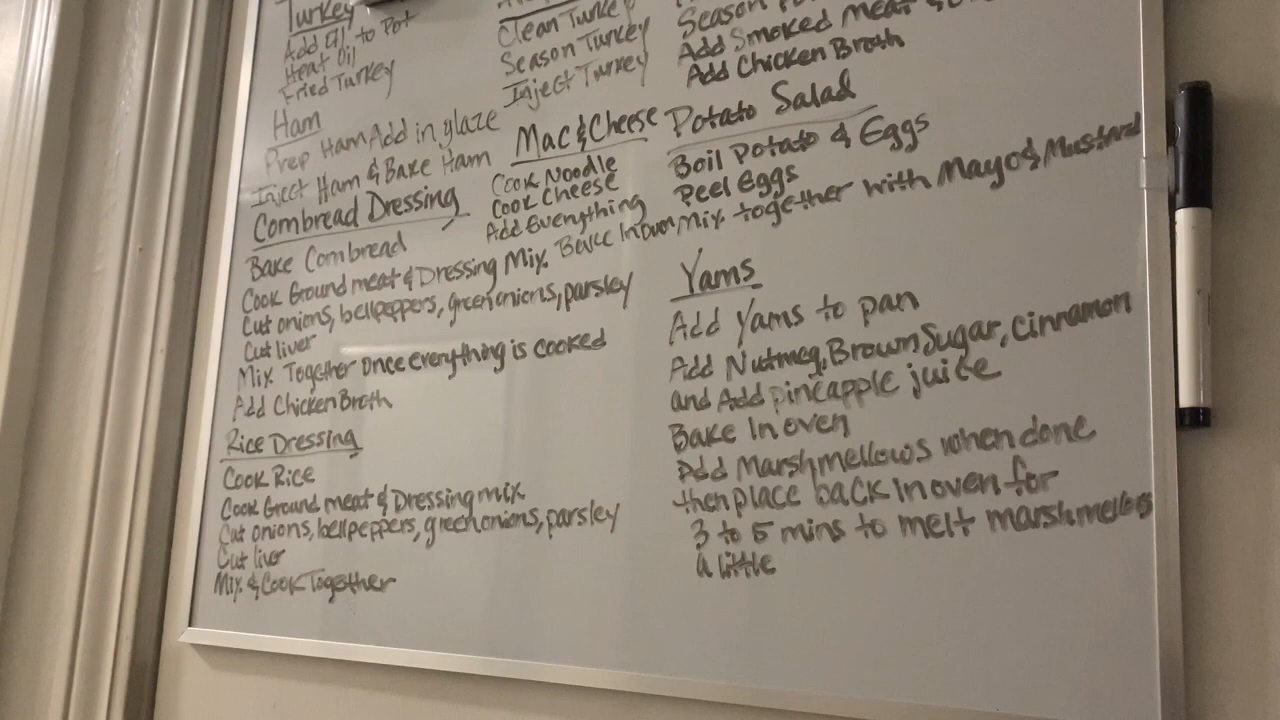 Turkey
Add Oil to Pot
Heat Oil
Fried Turkey
Clean Turkey
Season Turkey
Inject Turkey
Season
Add Smoked meat &
Add Chicken Broth
Ham
Prep Ham Add in glaze
Inject Ham & Bake Ham
Mac & Cheese
Cook Noodle
Cook Cheese
Add Everything
Bake In oven
Potato Salad
Boil Potato & Eggs
Peel Eggs
Mix together with Mayo & Mustard
Cornbread Dressing
Bake Cornbread
Cook Ground meat & Dressing Mix
Cut onions, bellpeppers, green onions, parsley
Cut liver
Mix Together once everything is cooked
Add Chicken Broth
Rice Dressing
Cook Rice
Cook Ground meat & Dressing mix
Cut onions, bellpeppers, green onions, parsley
Cut liver
Mix & Cook Together
Yams
Add Yams to pan
Add Nutmeg, Brown Sugar, Cinnamon
and Add pineapple juice
Bake In oven
Add Marshmellows when done
then place back in oven for
3 to 5 mins to melt marshmellows
a little